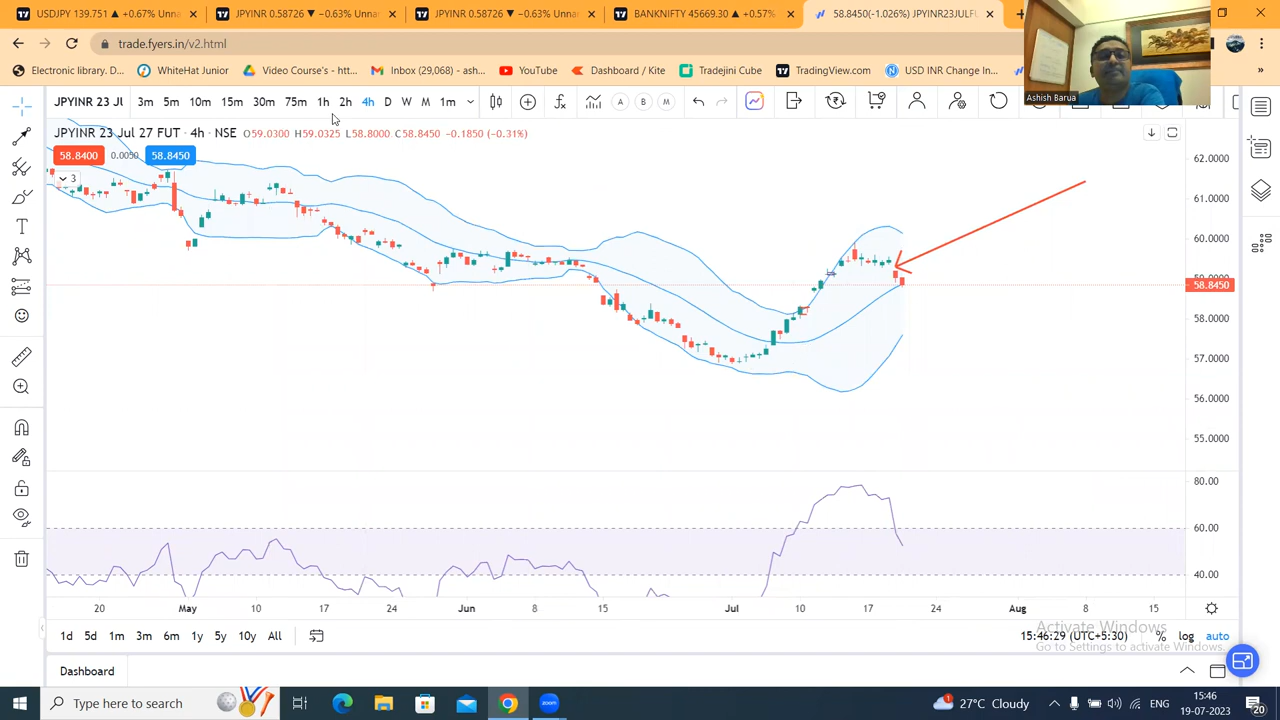 USDJPY 139.751 ▲ +0.67% Unna
JPYINR 0.58726 ▼ −0.63% Unnar
JPYINR 0.58726 ▼ −0.63% Unna
BANKNIFTY 45669.30 ▲ +0.57%
58.8450(-1.026%) JPYINR23JULFU
trade.fyers.in/v2.html
Electronic library. D...
WhiteHat Junior
Video Course's - htt...
Inbox (29,068) - ash...
YouTube
Dashboard / Kite
Tradejini Cube
TradingView.com
USD INR Change In...
Ashish Barua
JPYINR 23 Jul
3m 5m 10m 15m 30m 75m 1h 2h 4h D W M 1m
A B M
JPYINR 23 Jul 27 FUT · 4h · NSE O59.0300 H59.0325 L58.8000 C58.8450 −0.1850 (−0.31%)
58.8400 0.0050 58.8450
3
62.0000
61.0000
60.0000
59.0000
58.8450
58.0000
57.0000
56.0000
55.0000
80.00
60.00
40.00
20 May 10 17 24 Jun 8 15 Jul 10 17 24 Aug 8 15
1d 5d 1m 3m 6m 1y 5y 10y All
15:46:29 (UTC+5:30) % log auto
Activate Windows
Go to Settings to activate Windows.
Dashboard
Type here to search
zoom
27°C Cloudy
ENG
15:46
19-07-2023
20